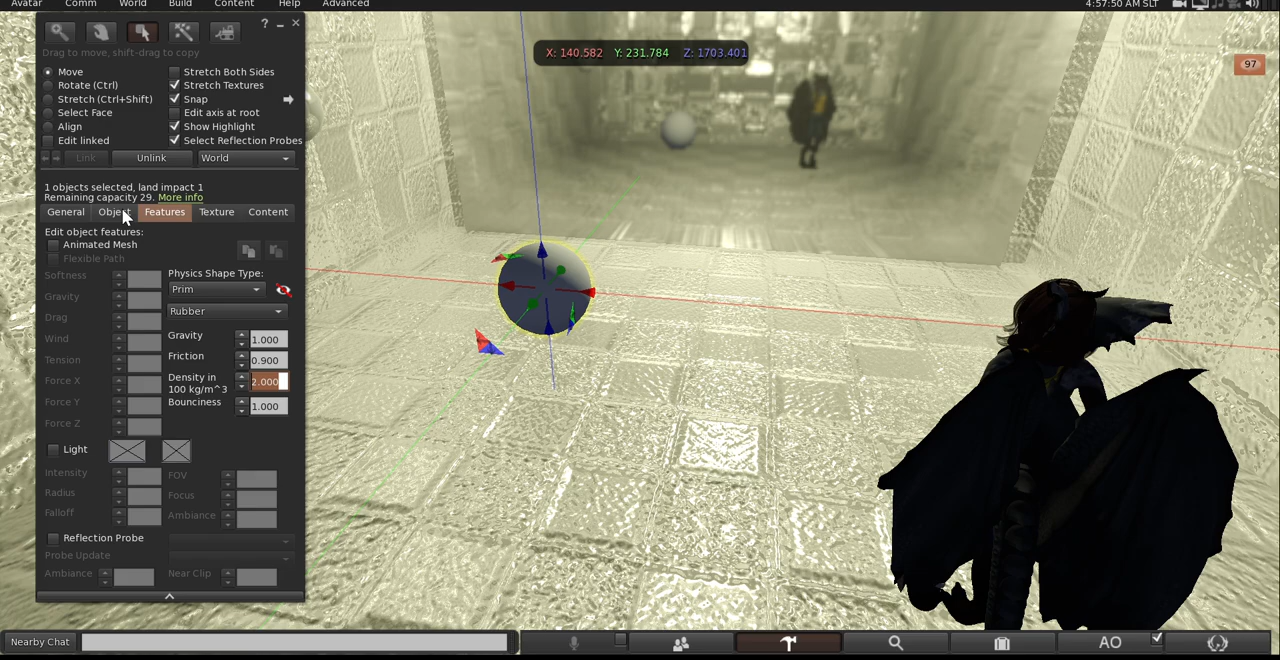 Avatar Comm World Build Content Help Advanced
4:57:50 AM SLT
? _ ×
Drag to move, shift-drag to copy
Move
Stretch Both Sides
Rotate (Ctrl)
Stretch Textures
Stretch (Ctrl+Shift)
Snap
Select Face
Edit axis at root
Align
Show Highlight
Edit linked
Select Reflection Probes
Link
Unlink
World
1 objects selected, land impact 1
Remaining capacity 29. More info
General Object Features Texture Content
Edit object features:
Animated Mesh
Flexible Path
Softness
Gravity
Drag
Wind
Tension
Force X
Force Y
Force Z
Physics Shape Type:
Prim
Rubber
Gravity 1.000
Friction 0.900
Density in
100 kg/m^3 2.000
Bounciness 1.000
Light
Intensity
Radius
Falloff
FOV
Focus
Ambiance
Reflection Probe
Probe Update
Ambiance
Near Clip
X: 140.582 Y: 231.784 Z: 1703.401
97
Nearby Chat
AO